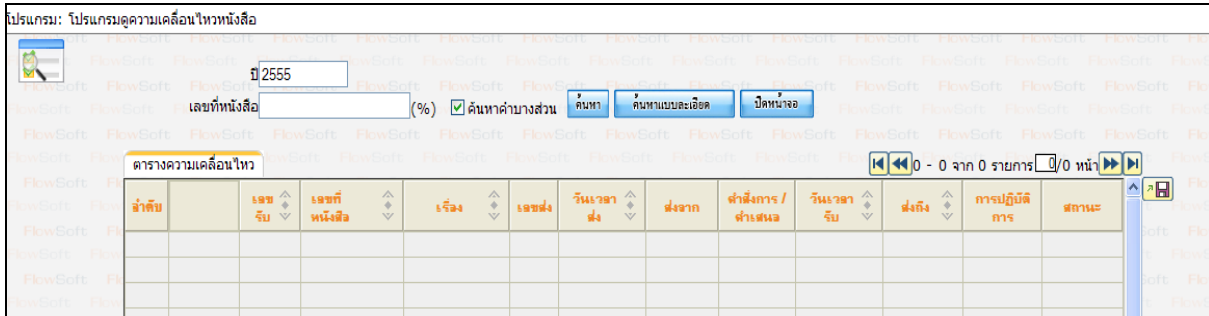 โปรแกรม: โปรแกรมดูความเคลื่อนไหวหนังสือ
ปี 2555
เลขที่หนังสือ (%) ค้นหาคำบางส่วน ค้นหา ค้นหาแบบละเอียด ปิดหน้าจอ
ตารางความเคลื่อนไหว 0 - 0 จาก 0 รายการ 0/0 หน้า
ลำดับ เลขรับ เลขที่หนังสือ เรื่อง เลขส่ง วันเวลาส่ง ส่งจาก คำสั่งการ / คำเสนอ วันเวลารับ ส่งถึง การปฏิบัติการ สถานะ